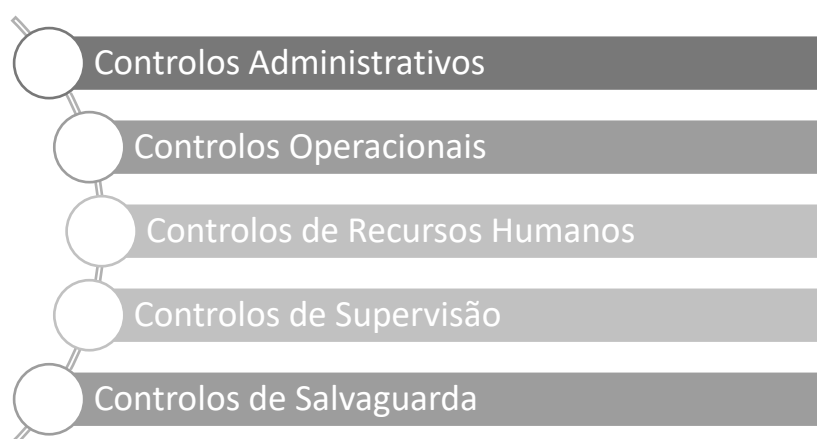 Controlos Administrativos
Controlos Operacionais
Controlos de Recursos Humanos
Controlos de Supervisão
Controlos de Salvaguarda